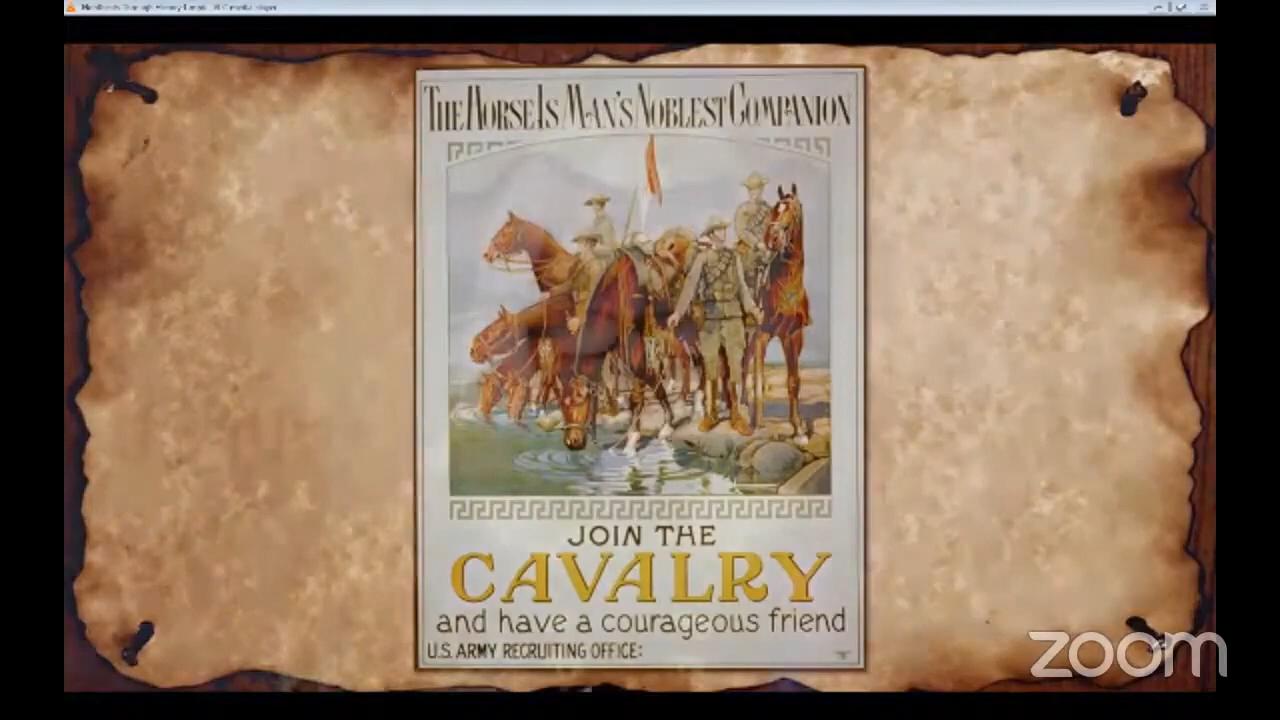 THE HORSE IS MAN'S NOBLEST COMPANION
JOIN THE
CAVALRY
and have a courageous friend
U.S. ARMY RECRUITING OFFICE:
zoom